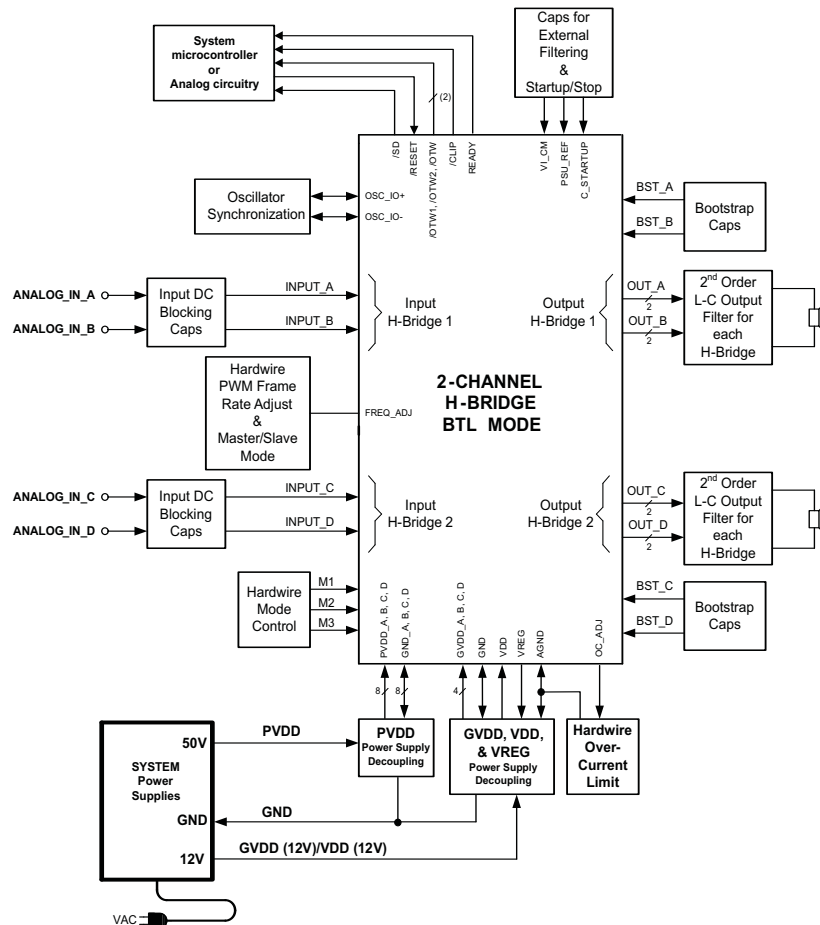 System
microcontroller
or
Analog circuitry
Caps for
External
Filtering
&
Startup/Stop
(2)
/SD
/RESET
/OTW1, /OTW2, /OTW
/CLIP
READY
VI_CM
PSU_REF
C_STARTUP
Oscillator
Synchronization
OSC_IO+
OSC_IO-
BST_A
BST_B
Bootstrap
Caps
ANALOG_IN_A
ANALOG_IN_B
Input DC
Blocking
Caps
INPUT_A
INPUT_B
Input
H-Bridge 1
Output
H-Bridge 1
OUT_A
2
OUT_B
2
2nd Order
L-C Output
Filter for
each
H-Bridge
Hardwire
PWM Frame
Rate Adjust
&
Master/Slave
Mode
FREQ_ADJ
2-CHANNEL
H-BRIDGE
BTL MODE
ANALOG_IN_C
ANALOG_IN_D
Input DC
Blocking
Caps
INPUT_C
INPUT_D
Input
H-Bridge 2
Output
H-Bridge 2
OUT_C
2
OUT_D
2
2nd Order
L-C Output
Filter for
each
H-Bridge
Hardwire
Mode
Control
M1
M2
M3
BST_C
BST_D
Bootstrap
Caps
PVDD_A, B, C, D
GND_A, B, C, D
GVDD_A, B, C, D
GND
VDD
VREG
AGND
OC_ADJ
8
8
4
PVDD
Power Supply
Decoupling
GVDD, VDD,
& VREG
Power Supply
Decoupling
Hardwire
Over-
Current
Limit
SYSTEM
Power
Supplies
50V
GND
12V
PVDD
GND
GVDD (12V)/VDD (12V)
VAC